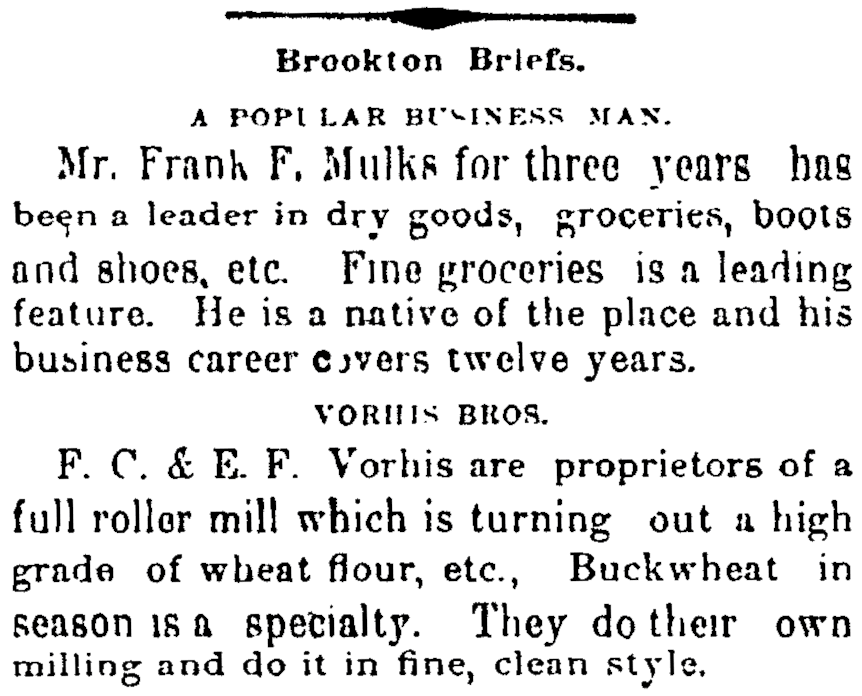 Brookton Briefs.
A POPULAR BUSINESS MAN.
Mr. Frank F. Mulks for three years has
been a leader in dry goods, groceries, boots
and shoes, etc. Fine groceries is a leading
feature. He is a native of the place and his
business career covers twelve years.
VORHIS BROS.
F. C. & E. F. Vorhis are proprietors of a
full roller mill which is turning out a high
grade of wheat flour, etc., Buckwheat in
season is a specialty. They do their own
milling and do it in fine, clean style.